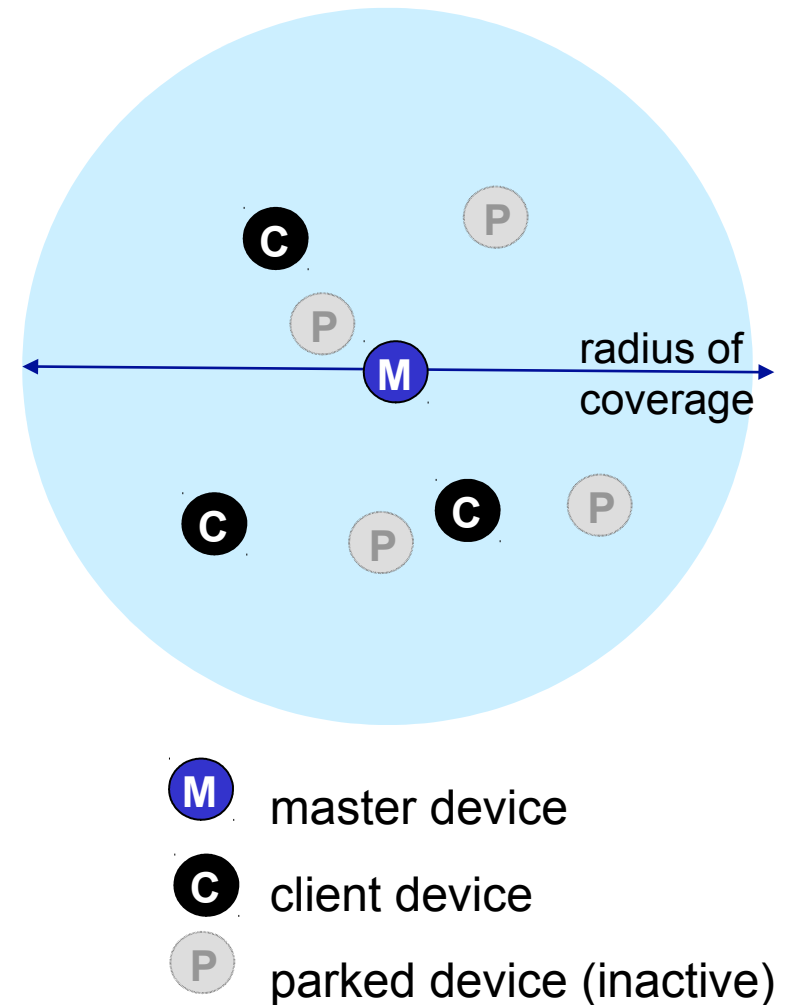 C
P
P
M
radius of
coverage
C
P
C
P
M master device
C client device
P parked device (inactive)